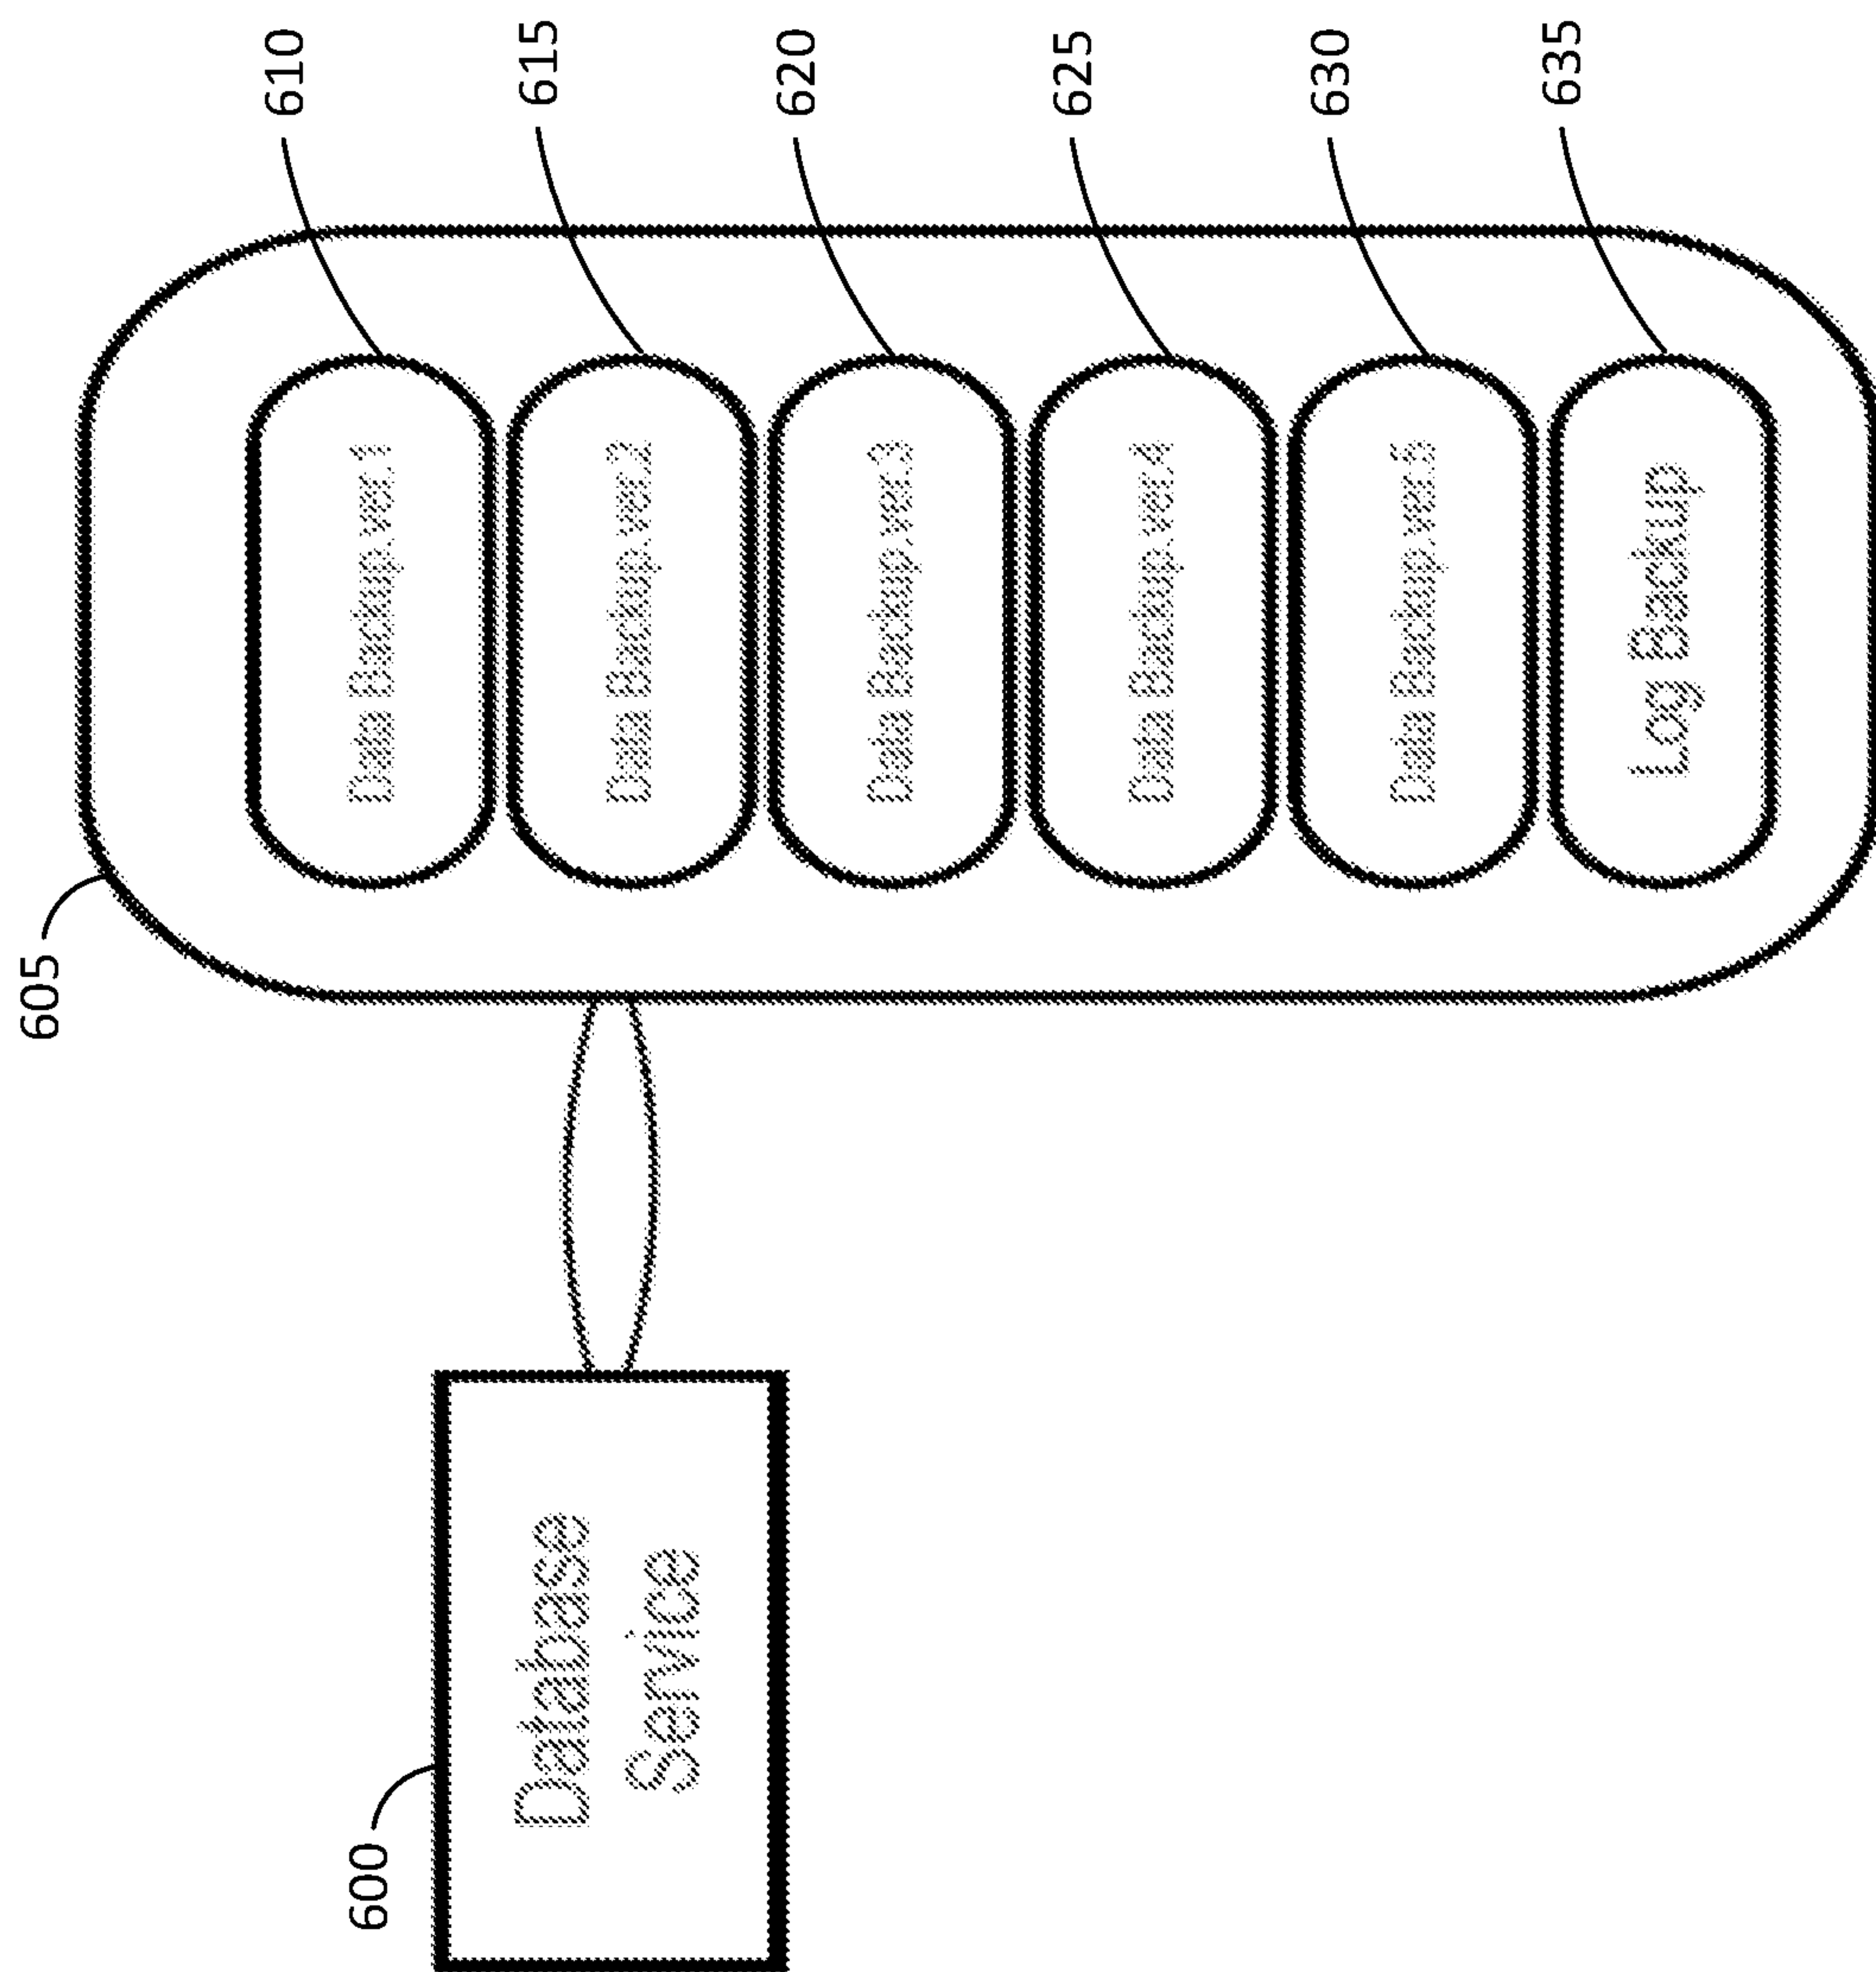 600
Database
Service
605
Data Backup.ver.1
610
Data Backup.ver.2
615
Data Backup.ver.3
620
Data Backup.ver.4
625
Data Backup.ver.5
630
Log Backup
635